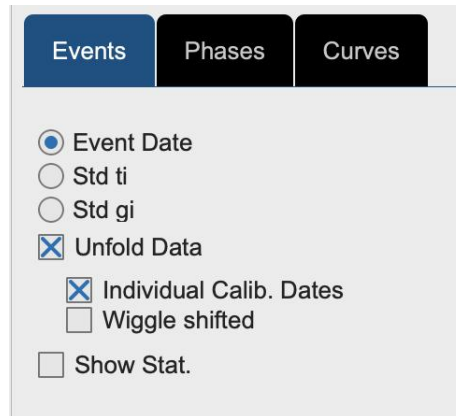 Events Phases Curves
Event Date
Std ti
Std gi
Unfold Data
Individual Calib. Dates
Wiggle shifted
Show Stat.